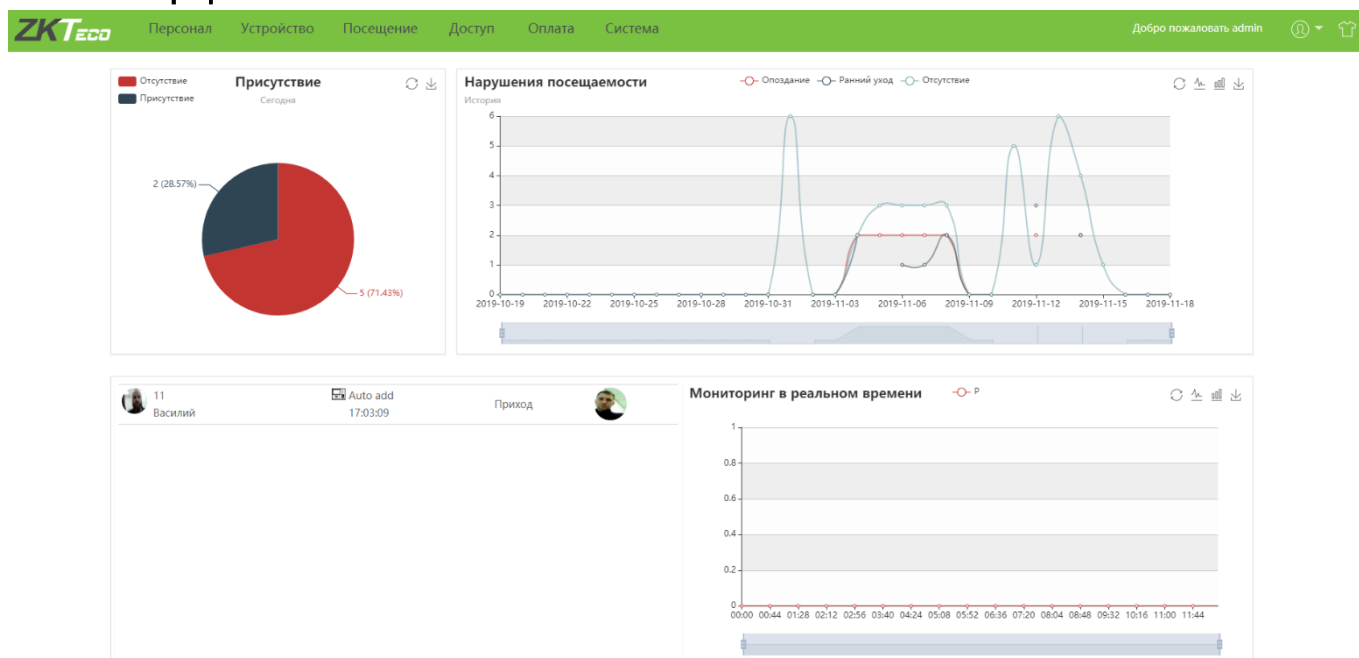 ZKTeco Персонал Устройство Посещение Доступ Оплата Система Добро пожаловать admin
Отсутствие
Присутствие
Присутствие
Сегодня
2 (28.57%)
5 (71.43%)
Нарушения посещаемости
История
Опоздание Ранний уход Отсутствие
6
5
4
3
2
1
0
2019-10-19 2019-10-22 2019-10-25 2019-10-28 2019-10-31 2019-11-03 2019-11-06 2019-11-09 2019-11-12 2019-11-15 2019-11-18
11 Auto add
Василий 17:03:09 Приход
Мониторинг в реальном времени Р
1
0.8
0.6
0.4
0.2
0
00:00 00:44 01:28 02:12 02:56 03:40 04:24 05:08 05:52 06:36 07:20 08:04 08:48 09:32 10:16 11:00 11:44